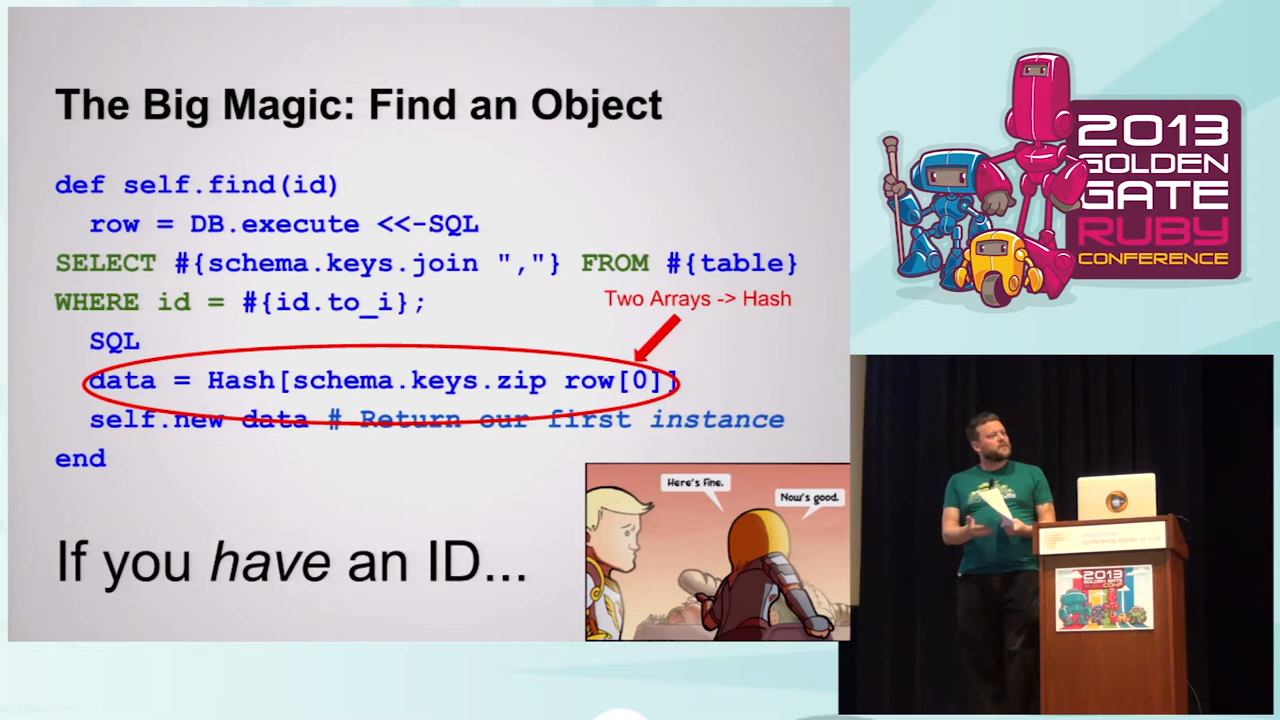 The Big Magic: Find an Object
def self.find(id)
row = DB.execute <<-SQL
SELECT #{schema.keys.join ","} FROM #{table}
WHERE id = #{id.to_i};
Two Arrays -> Hash
SQL
data = Hash[schema.keys.zip row[0]]
self.new data # Return our first instance
end
If you have an ID...
Here's fine.
Now's good.
2013
GOLDEN
GATE
RUBY
CONFERENCE
2013
GOLDEN GATE